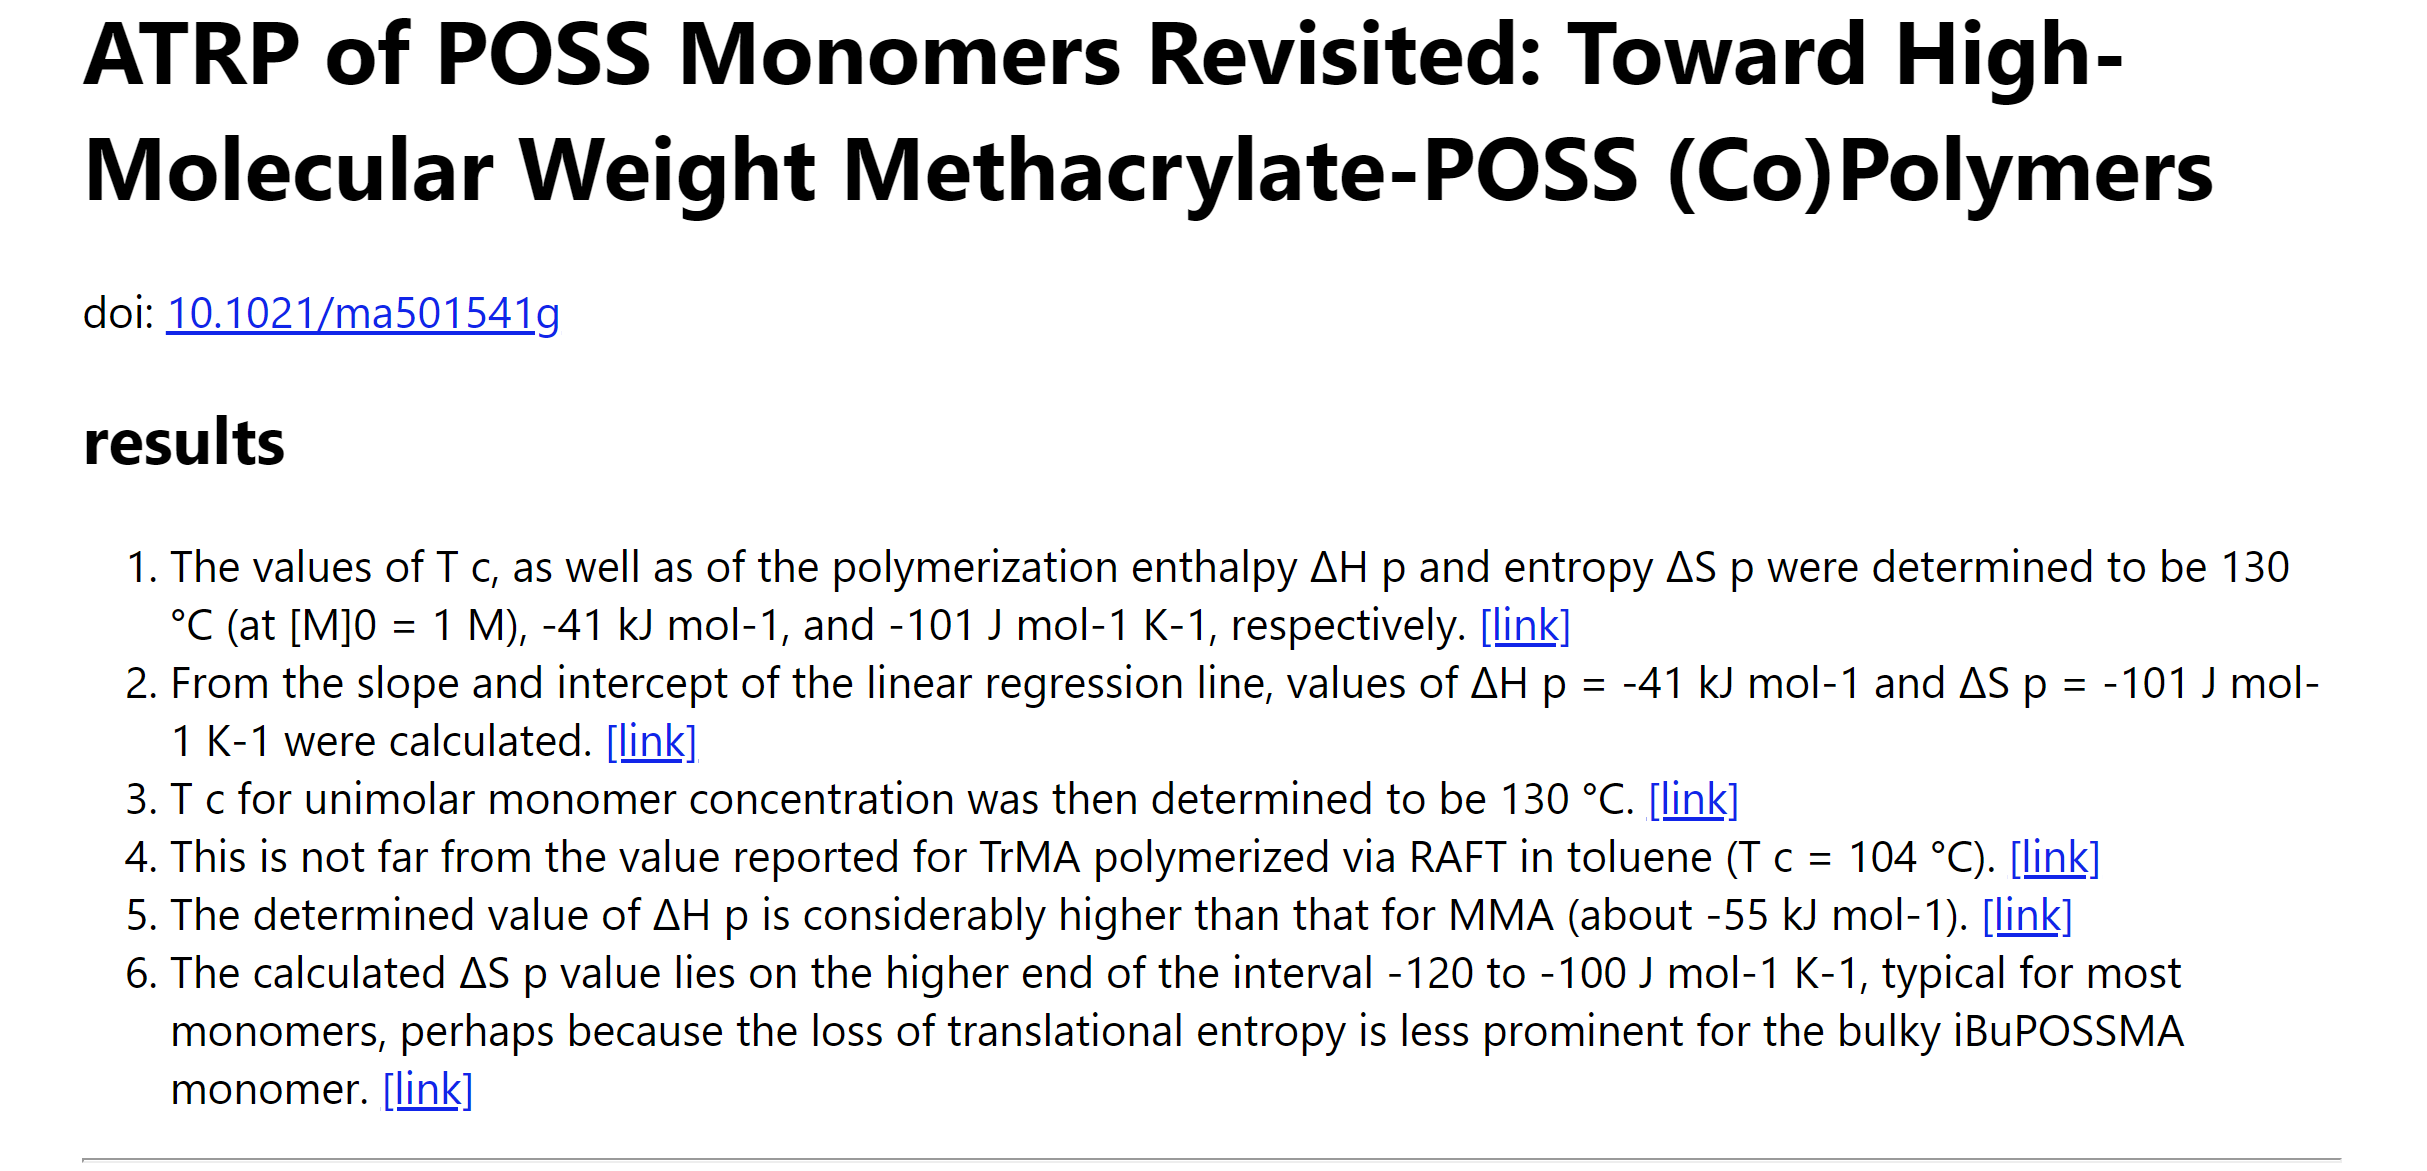 ATRP of POSS Monomers Revisited: Toward High-
Molecular Weight Methacrylate-POSS (Co)Polymers
doi: 10.1021/ma501541g
results
1. The values of T c, as well as of the polymerization enthalpy ΔH p and entropy ΔS p were determined to be 130
°C (at [M]0 = 1 M), -41 kJ mol-1, and -101 J mol-1 K-1, respectively. [link]
2. From the slope and intercept of the linear regression line, values of ΔH p = -41 kJ mol-1 and ΔS p = -101 J mol-
1 K-1 were calculated. [link]
3. T c for unimolar monomer concentration was then determined to be 130 °C. [link]
4. This is not far from the value reported for TrMA polymerized via RAFT in toluene (T c = 104 °C). [link]
5. The determined value of ΔH p is considerably higher than that for MMA (about -55 kJ mol-1). [link]
6. The calculated ΔS p value lies on the higher end of the interval -120 to -100 J mol-1 K-1, typical for most
monomers, perhaps because the loss of translational entropy is less prominent for the bulky iBuPOSSMA
monomer. [link]